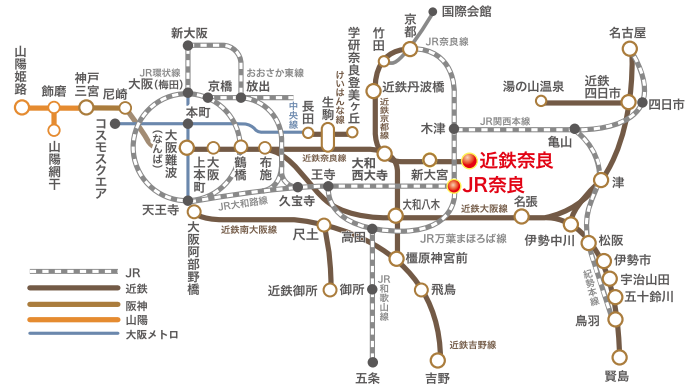 国際会館
京都
JR奈良線
竹田
名古屋
新大阪
山陽姫路
飾磨
神戸三宮
尼崎
JR環状線
大阪(梅田)
おおさか東線
京橋
放出
学研奈良登美ヶ丘
けいはんな線
生駒
長田
中央線
近鉄丹波橋
近鉄京都線
湯の山温泉
近鉄四日市
四日市
本町
コスモスクエア
山陽網干
大阪難波
(なんば)
上本町
大阪
鶴橋
布施
近鉄奈良線
木津
JR関西本線
亀山
大和西大寺
新大宮
近鉄奈良
JR奈良
王寺
久宝寺
JR大和路線
天王寺
大和八木
近鉄大阪線
名張
津
近鉄南大阪線
大阪阿部野橋
尺土
高田
JR万葉まほろば線
伊勢中川
松阪
伊勢市
宇治山田
五十鈴川
紀勢本線
鳥羽
賢島
橿原神宮前
近鉄御所
御所
JR和歌山線
飛鳥
近鉄吉野線
五条
吉野
JR
近鉄
阪神
山陽
大阪メトロ